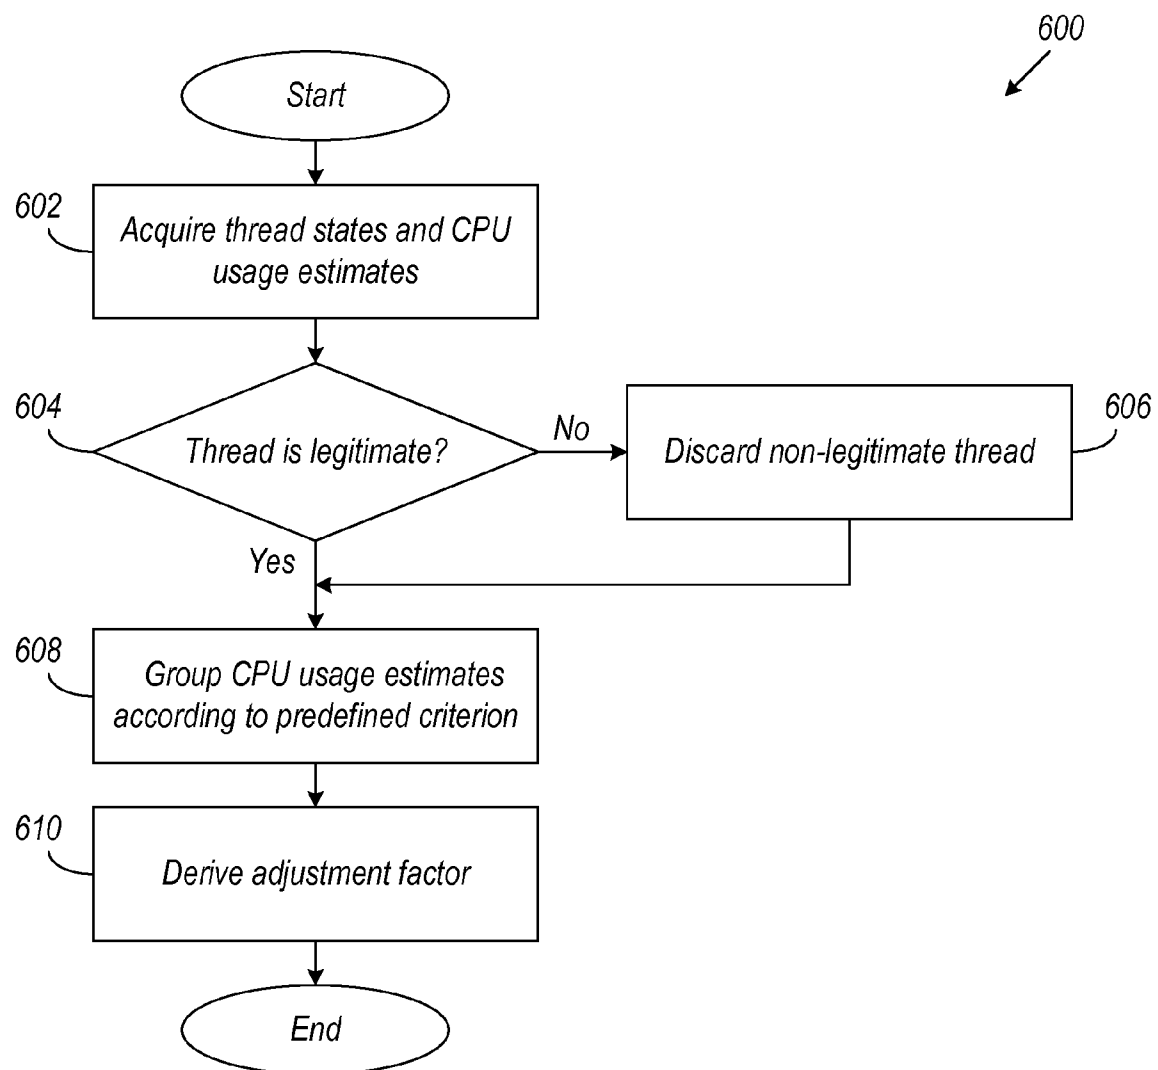 600
Start
602
Acquire thread states and CPU
usage estimates
604
Thread is legitimate?
No
606
Discard non-legitimate thread
Yes
608
Group CPU usage estimates
according to predefined criterion
610
Derive adjustment factor
End